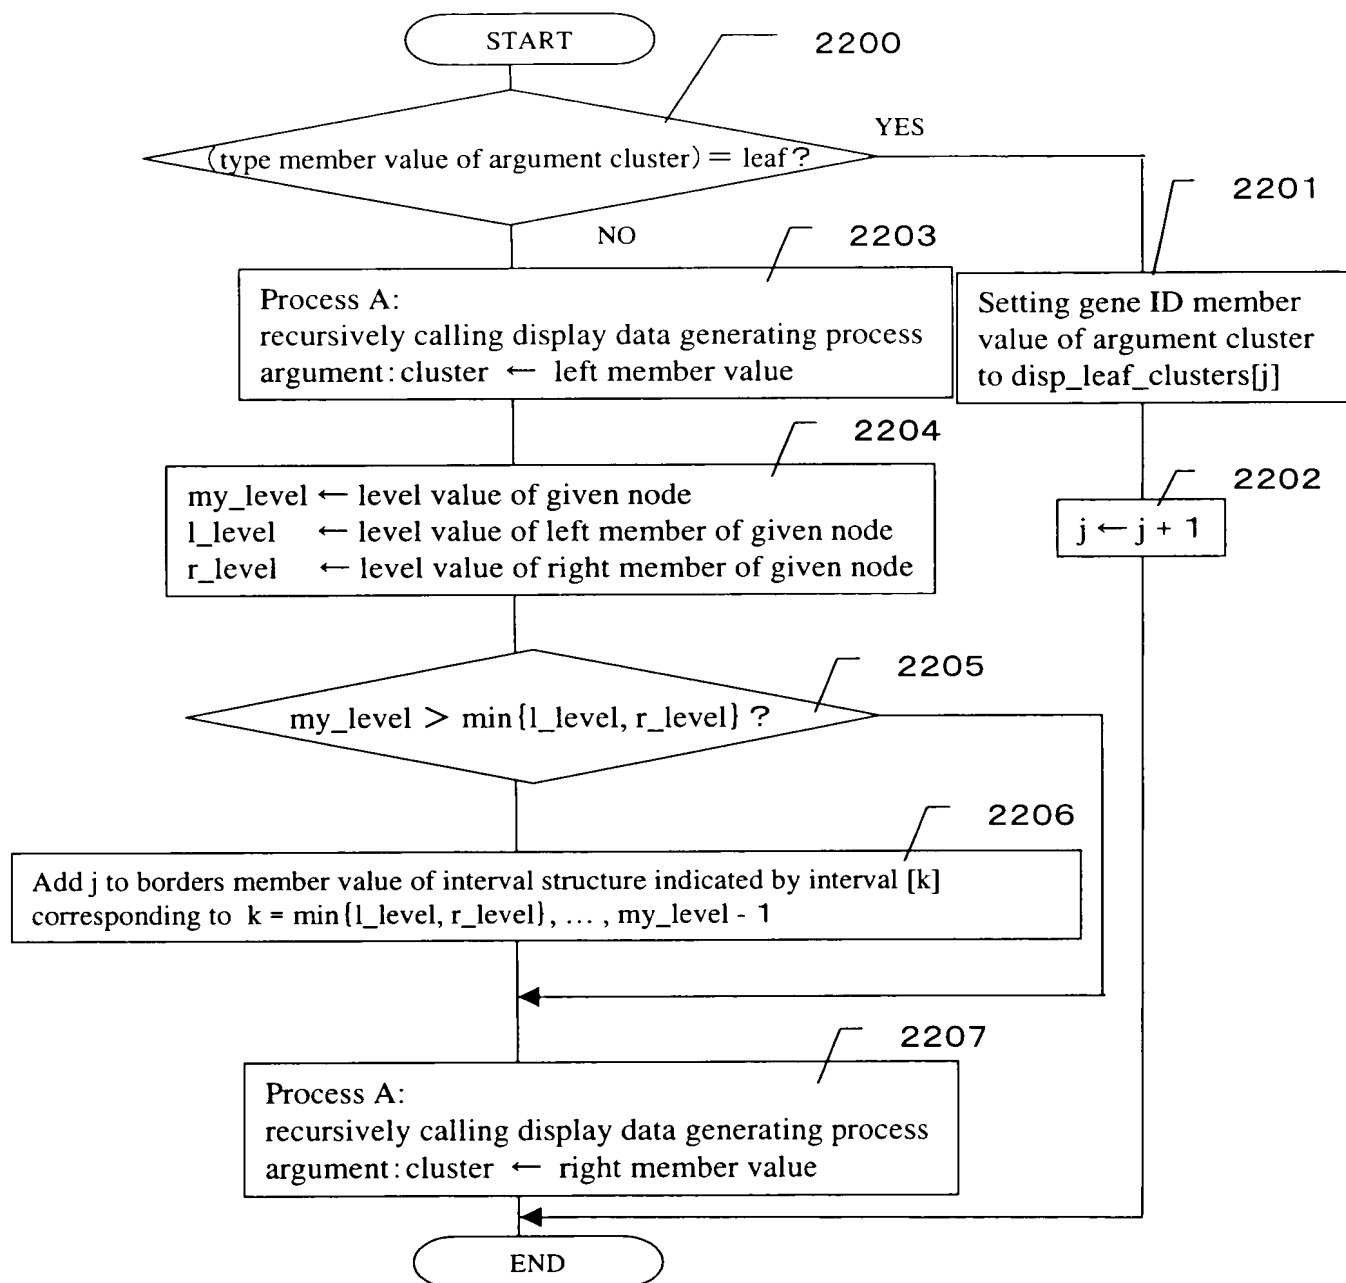 START
2200
(type member value of argument cluster) = leaf ?
YES
2201
NO
2203
Process A:
recursively calling display data generating process
argument : cluster ← left member value
Setting gene ID member
value of argument cluster
to disp_leaf_clusters[j]
2204
my_level ← level value of given node
l_level ← level value of left member of given node
r_level ← level value of right member of given node
2202
j ← j + 1
2205
my_level > min{l_level, r_level} ?
2206
Add j to borders member value of interval structure indicated by interval [k]
corresponding to k = min{l_level, r_level}, ... , my_level - 1
2207
Process A:
recursively calling display data generating process
argument : cluster ← right member value
END